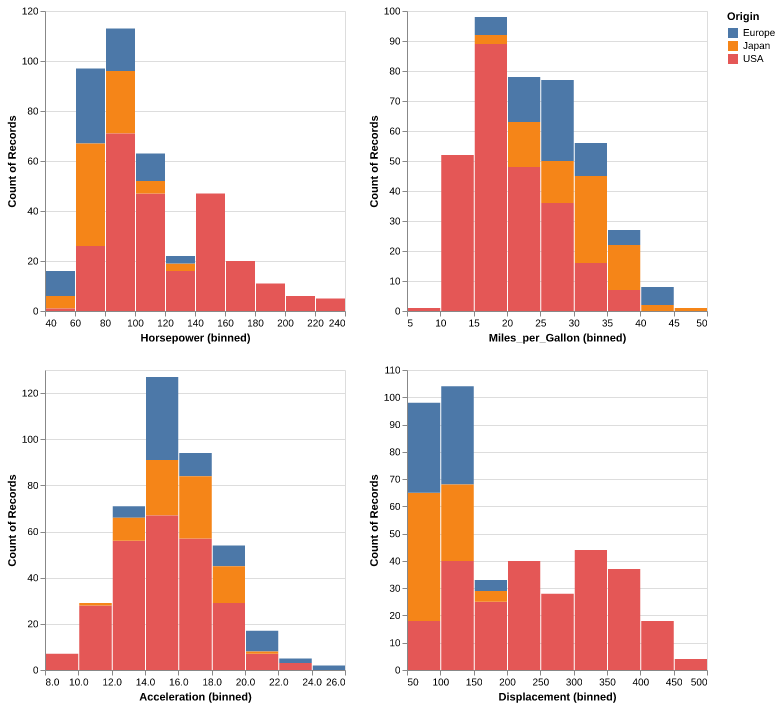 120
100
80
60
40
20
0
Count of Records
40 60 80 100 120 140 160 180 200 220 240
Horsepower (binned)
100
90
80
70
60
50
40
30
20
10
0
Count of Records
5 10 15 20 25 30 35 40 45 50
Miles_per_Gallon (binned)
Origin
Europe
Japan
USA
120
100
80
60
40
20
0
Count of Records
8.0 10.0 12.0 14.0 16.0 18.0 20.0 22.0 24.0 26.0
Acceleration (binned)
110
100
90
80
70
60
50
40
30
20
10
0
Count of Records
50 100 150 200 250 300 350 400 450 500
Displacement (binned)